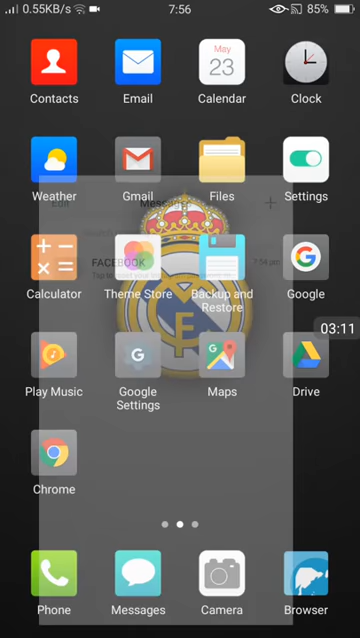 0.55KB/s 7:56 85%
May
23
Contacts Email Calendar Clock
Weather Gmail Files Settings
Edit Messages
FACEBOOK 7:54 pm
Calculator Theme Store Backup and Restore Google
03:11
Play Music Google Settings Maps Drive
Chrome
Phone Messages Camera Browser